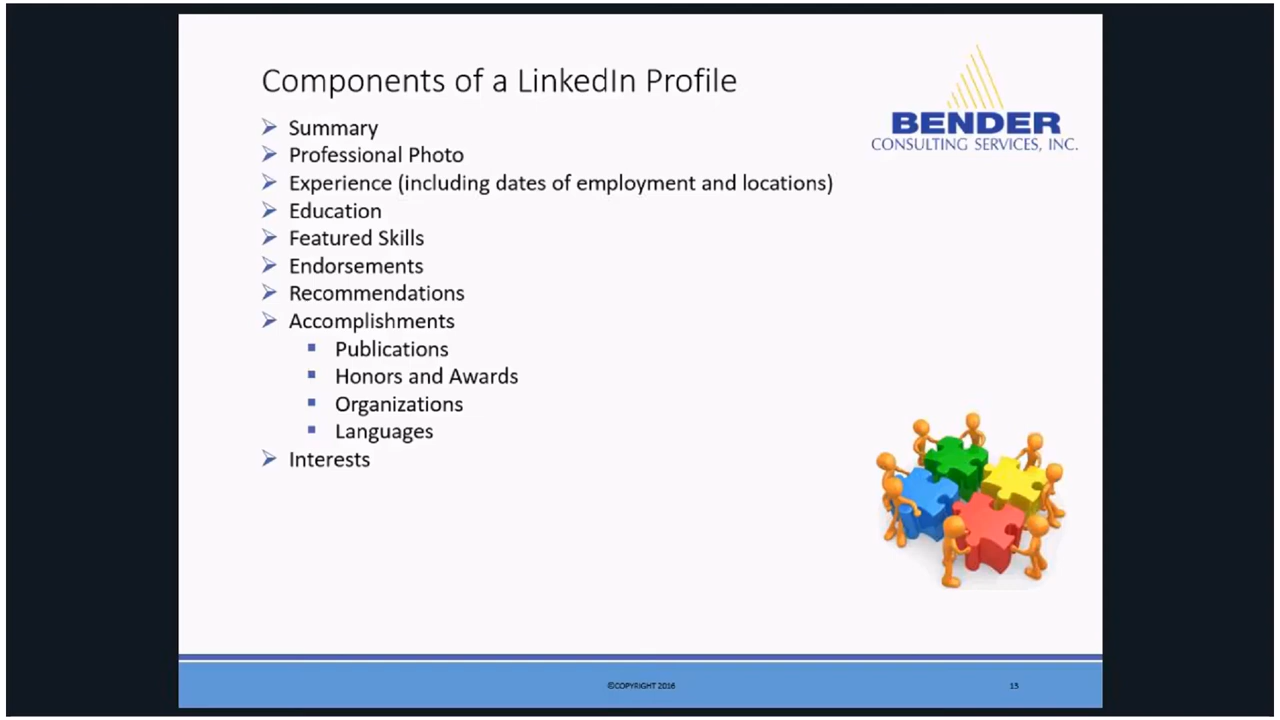 Components of a LinkedIn Profile
Summary
Professional Photo
Experience (including dates of employment and locations)
Education
Featured Skills
Endorsements
Recommendations
Accomplishments
Publications
Honors and Awards
Organizations
Languages
Interests
BENDER
CONSULTING SERVICES, INC.
©COPYRIGHT 2016
15